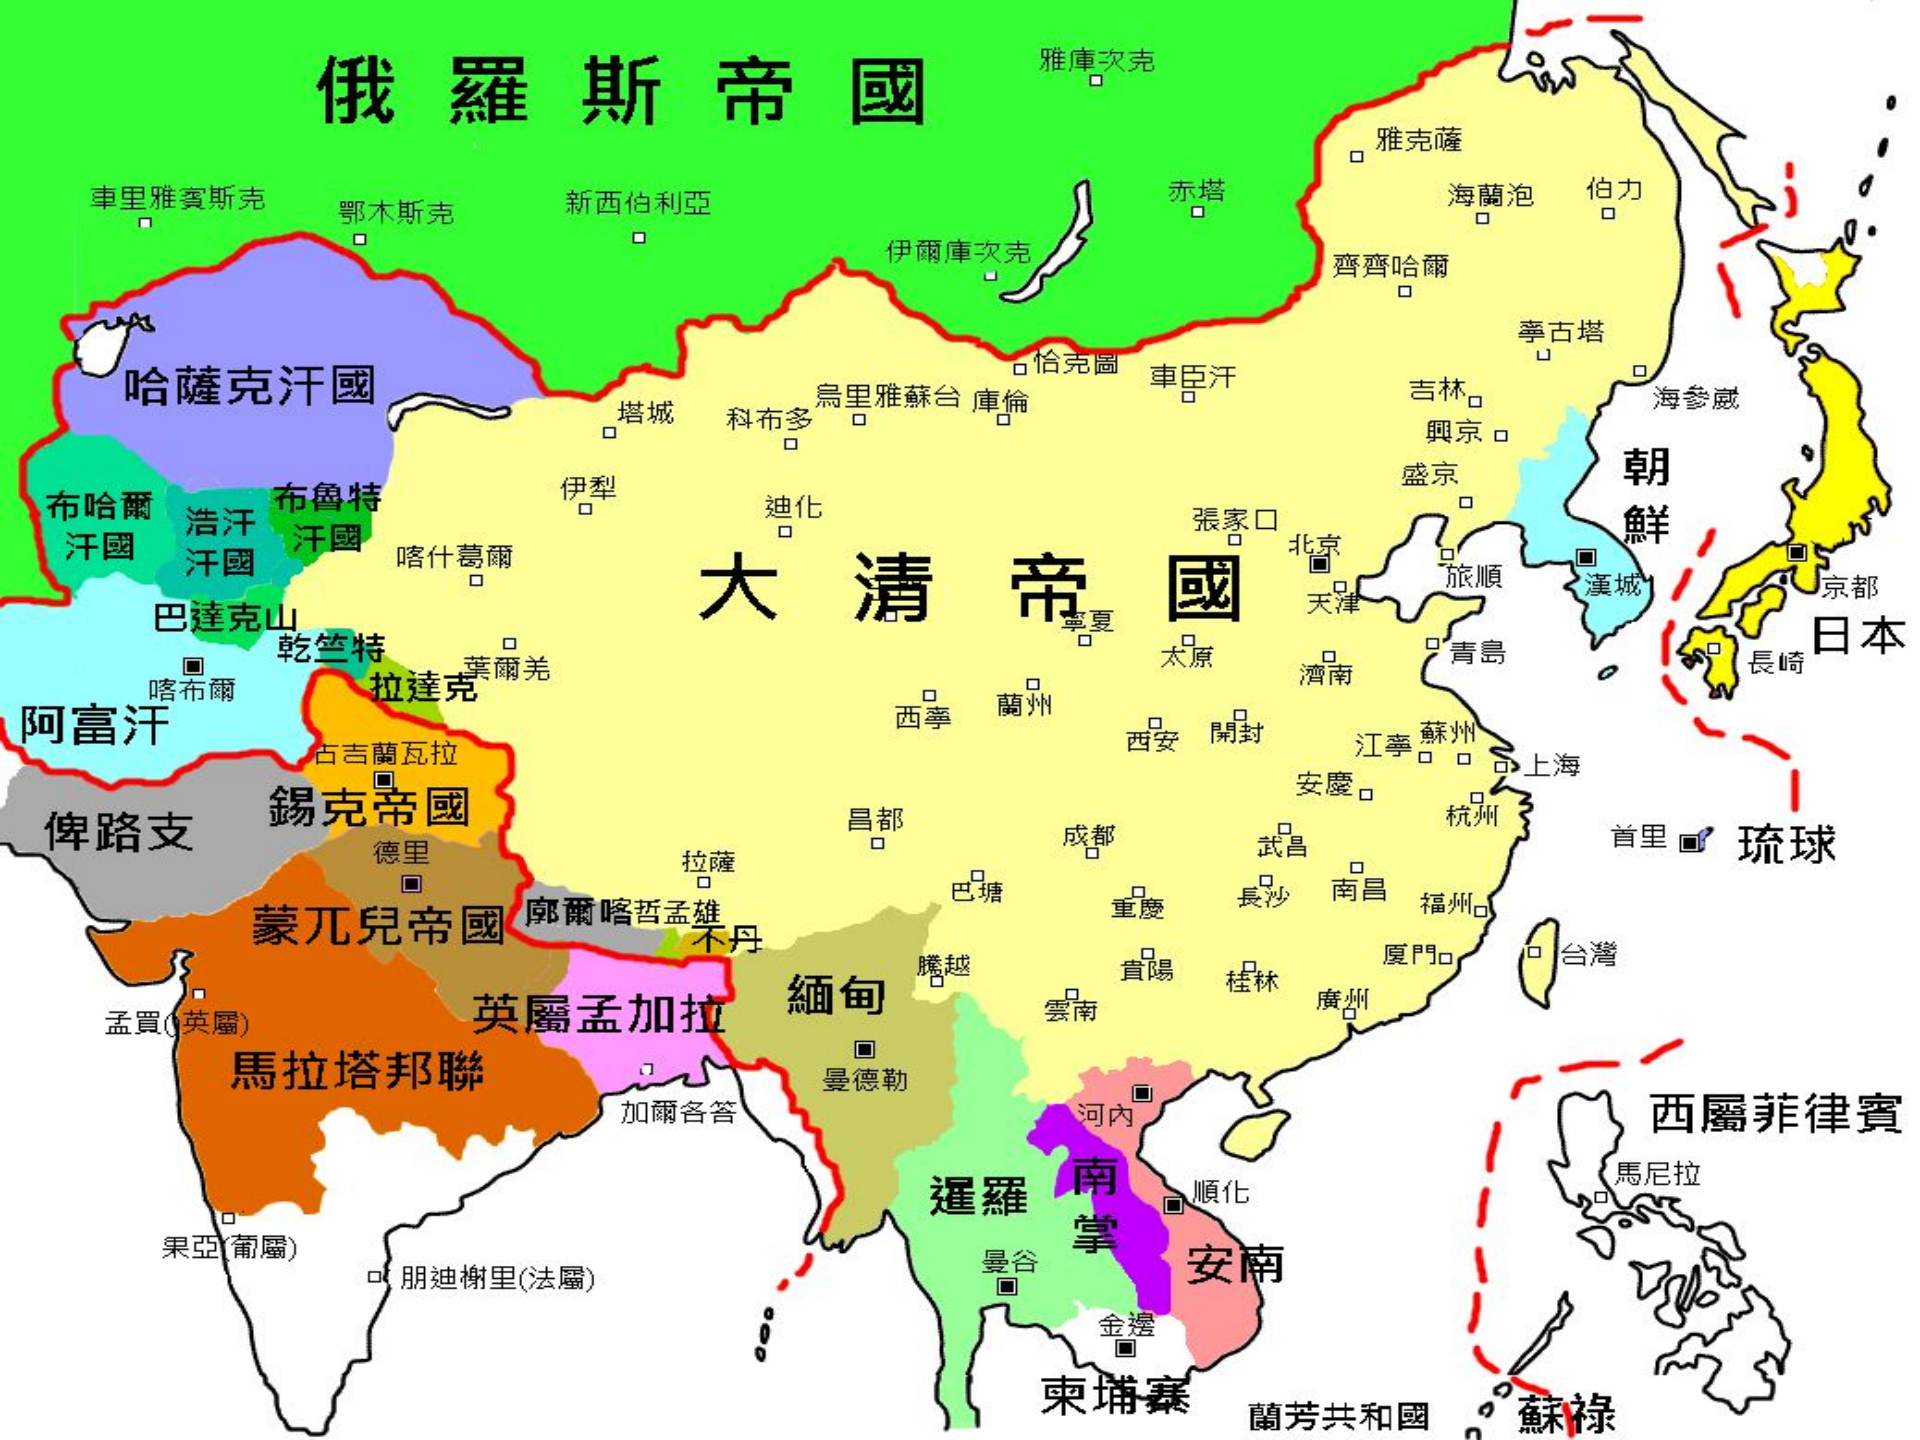 俄羅斯帝國
雅庫次克
雅克薩
車里雅賓斯克
鄂木斯克
新西伯利亞
赤塔
海蘭泡
伯力
伊爾庫次克
齊齊哈爾
寧古塔
哈薩克汗國
恰克圖
車臣汗
吉林
海參崴
塔城
科布多
烏里雅蘇台
庫倫
興京
朝鮮
盛京
布哈爾
汗國
浩汗
汗國
布魯特
汗國
伊犁
迪化
張家口
北京
喀什葛爾
大清帝國
天津
旅順
漢城
京都
日本
巴達克山
乾竺特
拉達克
葉爾羌
寧夏
太原
濟南
青島
長崎
喀布爾
阿富汗
西寧
蘭州
西安
開封
江寧
蘇州
上海
古吉蘭瓦拉
錫克帝國
俾路支
安慶
杭州
首里
琉球
昌都
成都
武昌
德里
拉薩
巴塘
重慶
長沙
南昌
福州
蒙兀兒帝國
廓爾喀
哲孟雄
不丹
緬甸
騰越
貴陽
桂林
廈門
台灣
孟買(英屬)
英屬孟加拉
雲南
廣州
馬拉塔邦聯
曼德勒
加爾各答
河內
西屬菲律賓
暹羅
南掌
順化
馬尼拉
果亞(葡屬)
朋迪榭里(法屬)
曼谷
安南
金邊
柬埔寨
蘭芳共和國
蘇祿